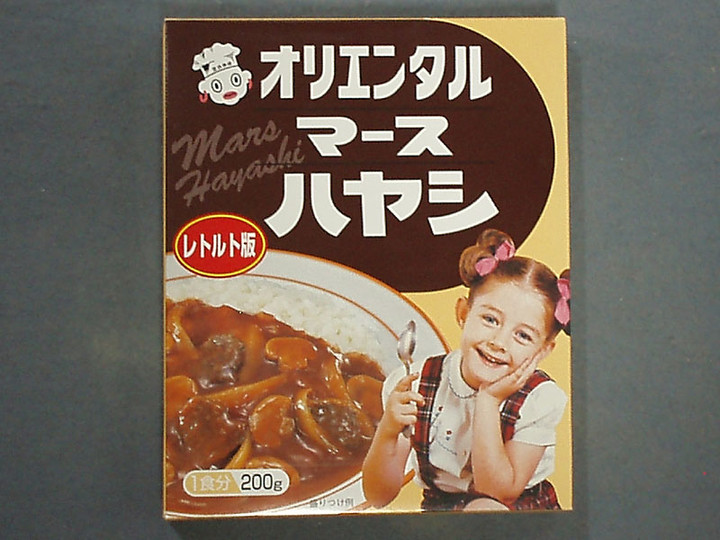 オリエンタル
マース
Mars
Hayashi
ハヤシ
レトルト版
1食分 200g
盛りつけ例